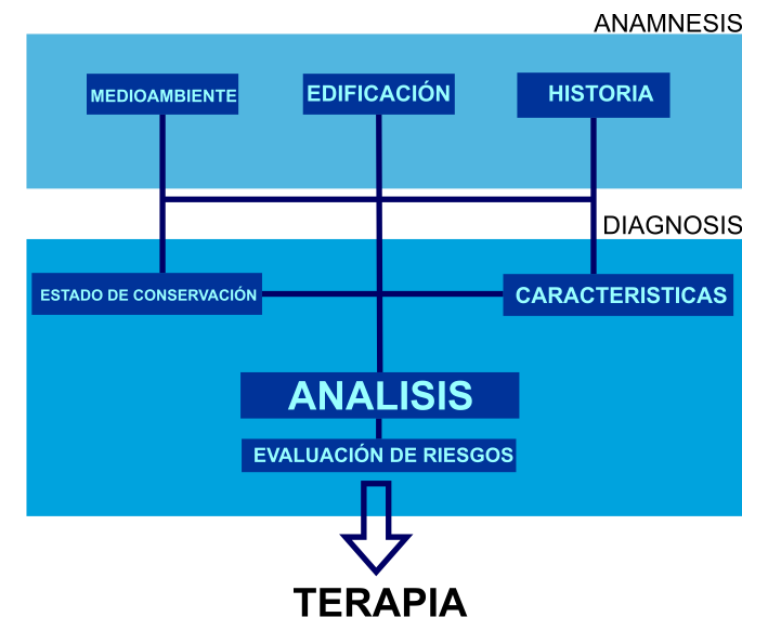 ANAMNESIS
MEDIOAMBIENTE
EDIFICACIÓN
HISTORIA
DIAGNOSIS
ESTADO DE CONSERVACIÓN
CARACTERISTICAS
ANALISIS
EVALUACIÓN DE RIESGOS
TERAPIA